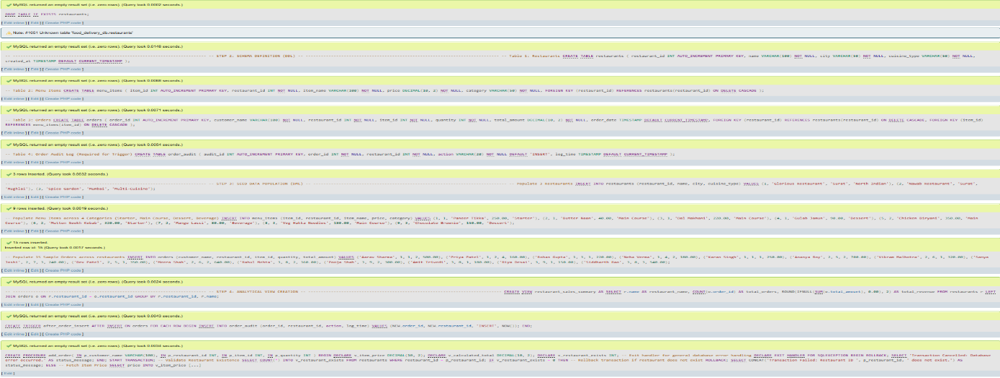 MySQL returned an empty result set (i.e. zero rows). (Query took 0.0002 seconds.)
DROP TABLE IF EXISTS restaurants;
[ Edit inline ] [ Edit ] [ Create PHP code ]
Note: #1051 Unknown table 'food_delivery_db.restaurants'
MySQL returned an empty result set (i.e. zero rows). (Query took 0.0148 seconds.)
-- STEP 2: SCHEMA DEFINITION (DDL) -- -- Table 1: Restaurants CREATE TABLE restaurants ( restaurant_id INT AUTO_INCREMENT PRIMARY KEY, name VARCHAR(100) NOT NULL, city VARCHAR(50) NOT NULL, cuisine_type VARCHAR(50) NOT NULL,
created_at TIMESTAMP DEFAULT CURRENT_TIMESTAMP );
[ Edit inline ] [ Edit ] [ Create PHP code ]
MySQL returned an empty result set (i.e. zero rows). (Query took 0.0068 seconds.)
-- Table 2: Menu Items CREATE TABLE menu_items ( item_id INT AUTO_INCREMENT PRIMARY KEY, restaurant_id INT NOT NULL, item_name VARCHAR(100) NOT NULL, price DECIMAL(10, 2) NOT NULL, category VARCHAR(50) NOT NULL, FOREIGN KEY (restaurant_id) REFERENCES restaurants(restaurant_id) ON DELETE CASCADE );
[ Edit inline ] [ Edit ] [ Create PHP code ]
MySQL returned an empty result set (i.e. zero rows). (Query took 0.0071 seconds.)
-- Table 3: Orders CREATE TABLE orders ( order_id INT AUTO_INCREMENT PRIMARY KEY, customer_name VARCHAR(100) NOT NULL, restaurant_id INT NOT NULL, item_id INT NOT NULL, quantity INT NOT NULL, total_amount DECIMAL(10, 2) NOT NULL, order_date TIMESTAMP DEFAULT CURRENT_TIMESTAMP, FOREIGN KEY (restaurant_id) REFERENCES restaurants(restaurant_id) ON DELETE CASCADE, FOREIGN KEY (item_id)
REFERENCES menu_items(item_id) ON DELETE CASCADE );
[ Edit inline ] [ Edit ] [ Create PHP code ]
MySQL returned an empty result set (i.e. zero rows). (Query took 0.0054 seconds.)
-- Table 4: Order Audit Log (Required for Trigger) CREATE TABLE order_audit ( audit_id INT AUTO_INCREMENT PRIMARY KEY, order_id INT NOT NULL, restaurant_id INT NOT NULL, action VARCHAR(20) NOT NULL DEFAULT 'INSERT', log_time TIMESTAMP DEFAULT CURRENT_TIMESTAMP );
[ Edit inline ] [ Edit ] [ Create PHP code ]
3 rows inserted. (Query took 0.0032 seconds.)
-- STEP 3: SEED DATA POPULATION (DML) -- -- Populate 3 Restaurants INSERT INTO restaurants (restaurant_id, name, city, cuisine_type) VALUES (1, 'Glorious Restaurant', 'Surat', 'North Indian'), (2, 'Nawab Restaurant', 'Surat',
'Mughlai'), (3, 'Spice Garden', 'Mumbai', 'Multi-Cuisine');
[ Edit inline ] [ Edit ] [ Create PHP code ]
9 rows inserted. (Query took 0.0019 seconds.)
-- Populate Menu Items across 4 Categories (Starter, Main Course, Dessert, Beverage) INSERT INTO menu_items (item_id, restaurant_id, item_name, price, category) VALUES (1, 1, 'Paneer Tikka', 250.00, 'Starter'), (2, 1, 'Butter Naan', 40.00, 'Main Course'), (3, 1, 'Dal Makhani', 220.00, 'Main Course'), (4, 1, 'Gulab Jamun', 90.00, 'Dessert'), (5, 2, 'Chicken Biryani', 350.00, 'Main
Course'), (6, 2, 'Mutton Seekh Kebab', 320.00, 'Starter'), (7, 2, 'Mango Lassi', 80.00, 'Beverage'), (8, 3, 'Veg Hakka Noodles', 180.00, 'Main Course'), (9, 3, 'Chocolate Brownie', 150.00, 'Dessert');
[ Edit inline ] [ Edit ] [ Create PHP code ]
15 rows inserted.
Inserted row id: 15 (Query took 0.0017 seconds.)
-- Populate 15 Sample Orders across restaurants INSERT INTO orders (customer_name, restaurant_id, item_id, quantity, total_amount) VALUES ('Aarav Sharma', 1, 1, 2, 500.00), ('Priya Patel', 1, 2, 4, 160.00), ('Rohan Gupta', 1, 3, 1, 220.00), ('Neha Verma', 1, 4, 2, 180.00), ('Karan Singh', 1, 1, 1, 250.00), ('Ananya Roy', 2, 5, 2, 700.00), ('Vikram Malhotra', 2, 6, 1, 320.00), ('Sanya
Joshi', 2, 7, 3, 240.00), ('Dev Patel', 2, 5, 1, 350.00), ('Meera Shah', 2, 6, 2, 640.00), ('Rahul Mehta', 3, 8, 2, 360.00), ('Pooja Shah', 3, 9, 2, 300.00), ('Amit Trivedi', 3, 8, 1, 180.00), ('Riya Desai', 3, 9, 1, 150.00), ('Siddharth Rao', 3, 8, 3, 540.00);
[ Edit inline ] [ Edit ] [ Create PHP code ]
MySQL returned an empty result set (i.e. zero rows). (Query took 0.0024 seconds.)
-- STEP 4: ANALYTICAL VIEW CREATION -- CREATE VIEW restaurant_sales_summary AS SELECT r.name AS restaurant_name, COUNT(o.order_id) AS total_orders, ROUND(IFNULL(SUM(o.total_amount), 0.00), 2) AS total_revenue FROM restaurants r LEFT
JOIN orders o ON r.restaurant_id = o.restaurant_id GROUP BY r.restaurant_id, r.name;
[ Edit inline ] [ Edit ] [ Create PHP code ]
MySQL returned an empty result set (i.e. zero rows). (Query took 0.0043 seconds.)
CREATE TRIGGER after_order_insert AFTER INSERT ON orders FOR EACH ROW BEGIN INSERT INTO order_audit (order_id, restaurant_id, action, log_time) VALUES (NEW.order_id, NEW.restaurant_id, 'INSERT', NOW()); END;
[ Edit inline ] [ Edit ] [ Create PHP code ]
MySQL returned an empty result set (i.e. zero rows). (Query took 0.0034 seconds.)
CREATE PROCEDURE add_order( IN p_customer_name VARCHAR(100), IN p_restaurant_id INT, IN p_item_id INT, IN p_quantity INT ) BEGIN DECLARE v_item_price DECIMAL(10, 2); DECLARE v_calculated_total DECIMAL(10, 2); DECLARE v_restaurant_exists INT; -- Exit handler for general database error handling DECLARE EXIT HANDLER FOR SQLEXCEPTION BEGIN ROLLBACK; SELECT 'Transaction Cancelled: Database
error occurred.' AS status_message; END; START TRANSACTION; -- Validate Restaurant Existence SELECT COUNT(*) INTO v_restaurant_exists FROM restaurants WHERE restaurant_id = p_restaurant_id; IF v_restaurant_exists = 0 THEN -- Rollback transaction if restaurant does not exist ROLLBACK; SELECT CONCAT('Transaction Failed: Restaurant ID ', p_restaurant_id, ' does not exist.') AS
status_message; ELSE -- Fetch Item Price SELECT price INTO v_item_price [...]
[ Edit ]